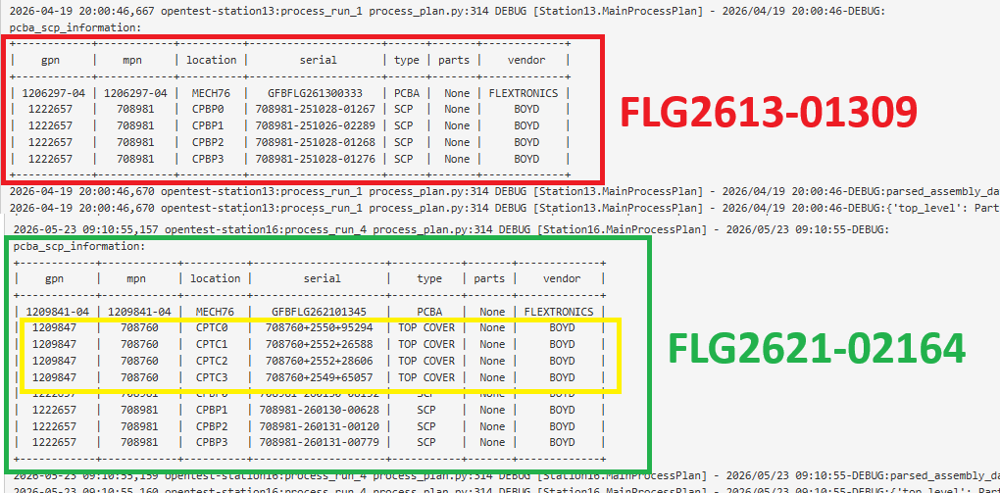 2026-04-19 20:00:46,667 opentest-station13:process_run_1 process_plan.py:314 DEBUG [Station13.MainProcessPlan] - 2026/04/19 20:00:46-DEBUG:
pcba_scp_information:
+-----------+-----------+----------+---------------------+------+-------+-------------+
| gpn | mpn | location | serial | type | parts | vendor |
+-----------+-----------+----------+---------------------+------+-------+-------------+
| 1206297-04 | 1206297-04 | MECH76 | GFBFLG261300333 | PCBA | None | FLEXTRONICS |
| 1222657 | 708981 | CPBP0 | 708981-251028-01267 | SCP | None | BOYD |
| 1222657 | 708981 | CPBP1 | 708981-251026-02289 | SCP | None | BOYD |
| 1222657 | 708981 | CPBP2 | 708981-251028-01268 | SCP | None | BOYD |
| 1222657 | 708981 | CPBP3 | 708981-251028-01276 | SCP | None | BOYD |
+-----------+-----------+----------+---------------------+------+-------+-------------+
FLG2613-01309
2026-04-19 20:00:46,670 opentest-station13:process_run_1 process_plan.py:314 DEBUG [Station13.MainProcessPlan] - 2026/04/19 20:00:46-DEBUG:parsed_assembly_da
2026-04-19 20:00:46,670 opentest-station13:process_run_1 process_plan.py:314 DEBUG [Station13.MainProcessPlan] - 2026/04/19 20:00:46-DEBUG:{'top_level': Part
2026-05-23 09:10:55,157 opentest-station16:process_run_4 process_plan.py:314 DEBUG [Station16.MainProcessPlan] - 2026/05/23 09:10:55-DEBUG:
pcba_scp_information:
+-----------+-----------+----------+---------------------+-----------+-------+-------------+
| gpn | mpn | location | serial | type | parts | vendor |
+-----------+-----------+----------+---------------------+-----------+-------+-------------+
| 1209841-04 | 1209841-04 | MECH76 | GFBFLG262101345 | PCBA | None | FLEXTRONICS |
| 1209847 | 708760 | CPTC0 | 708760+2550+95294 | TOP COVER | None | BOYD |
| 1209847 | 708760 | CPTC1 | 708760+2552+26588 | TOP COVER | None | BOYD |
| 1209847 | 708760 | CPTC2 | 708760+2552+28606 | TOP COVER | None | BOYD |
| 1209847 | 708760 | CPTC3 | 708760+2549+65057 | TOP COVER | None | BOYD |
| 1222657 | 708981 | CPBP1 | 708981-260130-00628 | SCP | None | BOYD |
| 1222657 | 708981 | CPBP2 | 708981-260131-00120 | SCP | None | BOYD |
| 1222657 | 708981 | CPBP3 | 708981-260131-00779 | SCP | None | BOYD |
+-----------+-----------+----------+---------------------+-----------+-------+-------------+
FLG2621-02164
2026-05-23 09:10:55,159 opentest-station16:process_run_4 process_plan.py:314 DEBUG [Station16.MainProcessPlan] - 2026/05/23 09:10:55-DEBUG:parsed_assembly_da
2026-05-23 09:10:55,160 opentest-station16:process_run_4 process_plan.py:314 DEBUG [Station16.MainProcessPlan] - 2026/05/23 09:10:55-DEBUG:{'top_level': Part